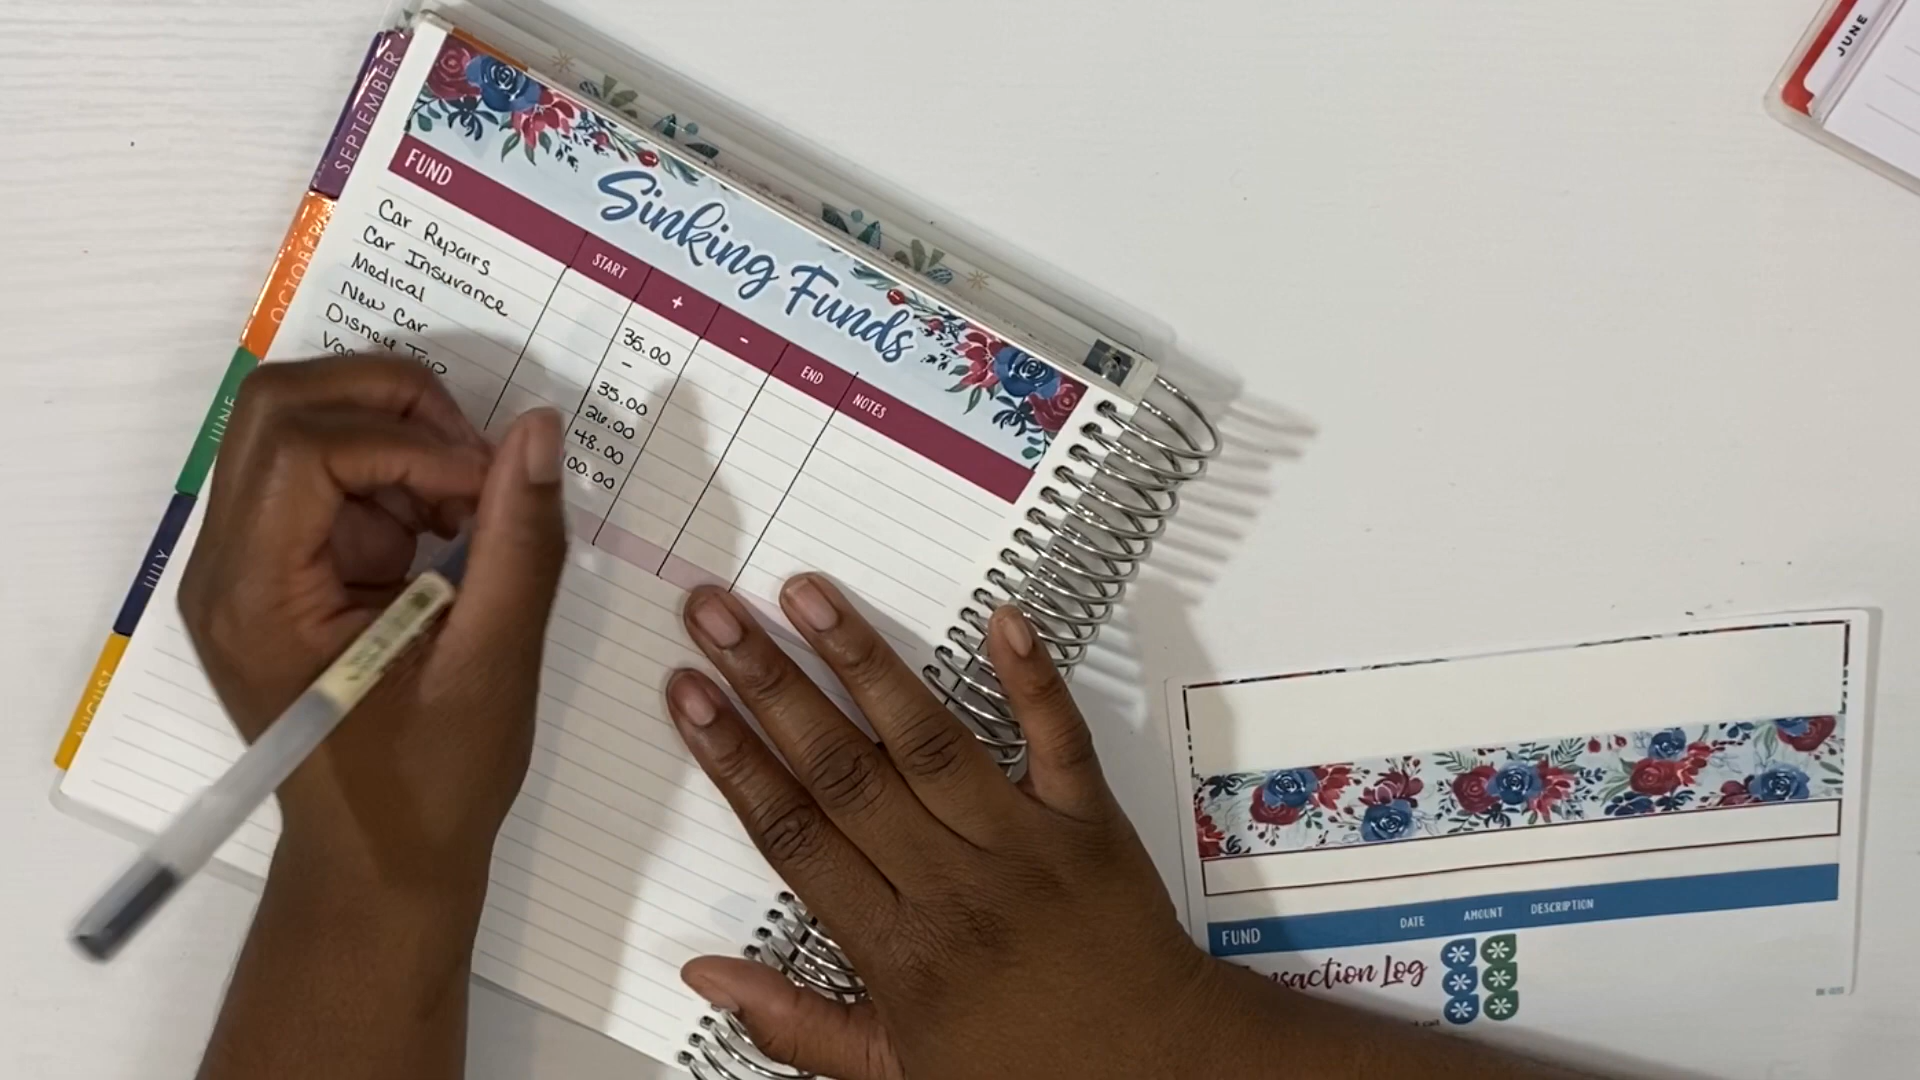 JUNE
SEPTEMBER
OCTOBER
JUNE
JULY
AUGUST
Sinking Funds
FUND START + - END NOTES
Car Repairs 35.00
Car Insurance -
Medical 35.00
New Car 26.00
Disney Trip 48.00
00.00
FUND DATE AMOUNT DESCRIPTION
Log